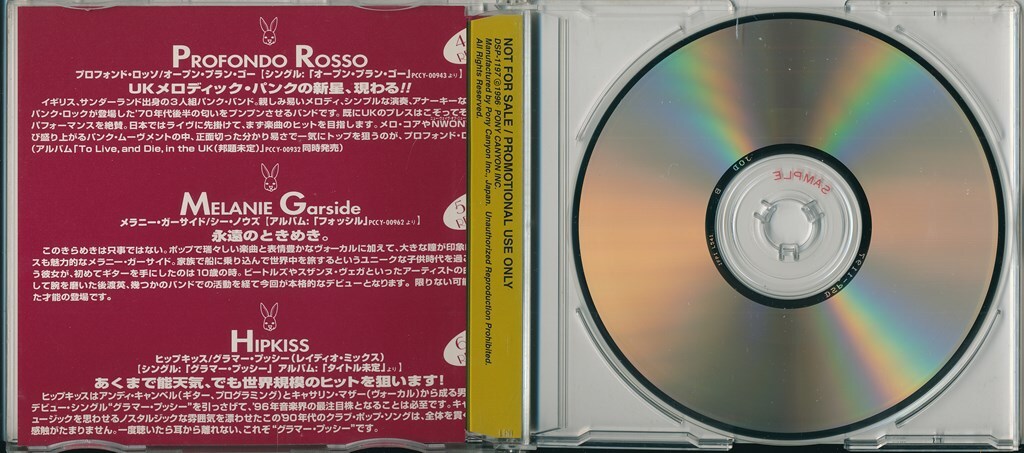 PROFONDO ROSSO
プロフォンド・ロッソ/オープン・プラン・ゴー [シングル:「オープン・プラン・ゴー」PCCY-00943より]
UKメロディック・パンクの新星、現わる!!
イギリス、サンダーランド出身の3人組パンク・バンド。親しみ易いメロディ、シンプルな演奏、アナーキーな
パンク・ロックが登場した'70年代後半の匂いをプンプンさせるバンドです。既にUKのプレスはこってそ
パフォーマンスを絶賛。日本ではライヴに先掛けて、まず楽曲のヒットを目指します。メロ・コアやNWON
び盛り上がるパンク・ムーヴメントの中、正面切った分かり易さで一気にトップを狙うのが、プロフォンド・ロ
(アルバム「To Live, and Die, in the UK(邦題未定)」PCCY-00932 同時発売)
MELANIE GARSIDE
メラニー・ガーサイド/シー・ノウズ [アルバム:「フォッシル」PCCY-00962より]
永遠のときめき。
このきらめきは只事ではない。ポップで瑞々しい楽曲と表情豊かなヴォーカルに加えて、大きな瞳が印象
スも魅力的なメラニー・ガーサイド。家族で船に乗り込んで世界中を旅するというユニークな子供時代を過
う彼女が、初めてギターを手にしたのは10歳の時。ビートルズやスザンヌ・ヴェガといったアーティストの曲
して腕を磨いた後渡英、幾つかのバンドでの活動を経て今回が本格的なデビューとなります。限りない可能
た才能の登場です。
HIPKISS
ヒップキッス/グラマー・プッシー(レイディオ・ミックス)
[シングル:「グラマー・プッシー」 アルバム:「タイトル未定」より]
あくまで能天気、でも世界規模のヒットを狙います!
ヒップキッスはアンディ・キャンベル(ギター、プログラミング)とキャサリン・マザー(ヴォーカル)から成る男
デビュー・シングル“グラマー・プッシー”を引っさげて、'96年音楽界の最注目株となることは必至です。キ
ュージックを思わせるノスタルジックな雰囲気を漂わせたこの'90年代のクラブ・ポップ・ソングは、全体を貫く
感触がたまりません。一度聴いたら耳から離れない、これぞ“グラマー・プッシー”です。
4
5
6
NOT FOR SALE / PROMOTIONAL USE ONLY
DSP-1197 ℗1996 PONY CANYON INC.
Manufactured by Pony Canyon Inc., Japan. Unauthorized Reproduction Prohibited.
All Rights Reserved.
SAMPLE